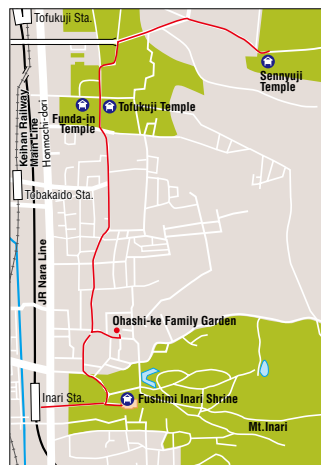 Tofukuji Sta.
Sennyuji
Temple
Tofukuji Temple
Funda-in
Temple
Keihan Railway
Main Line
Honmachi-dori
Tobakaido Sta.
JR Nara Line
Ohashi-ke Family Garden
Inari Sta.
Fushimi Inari Shrine
Mt.Inari